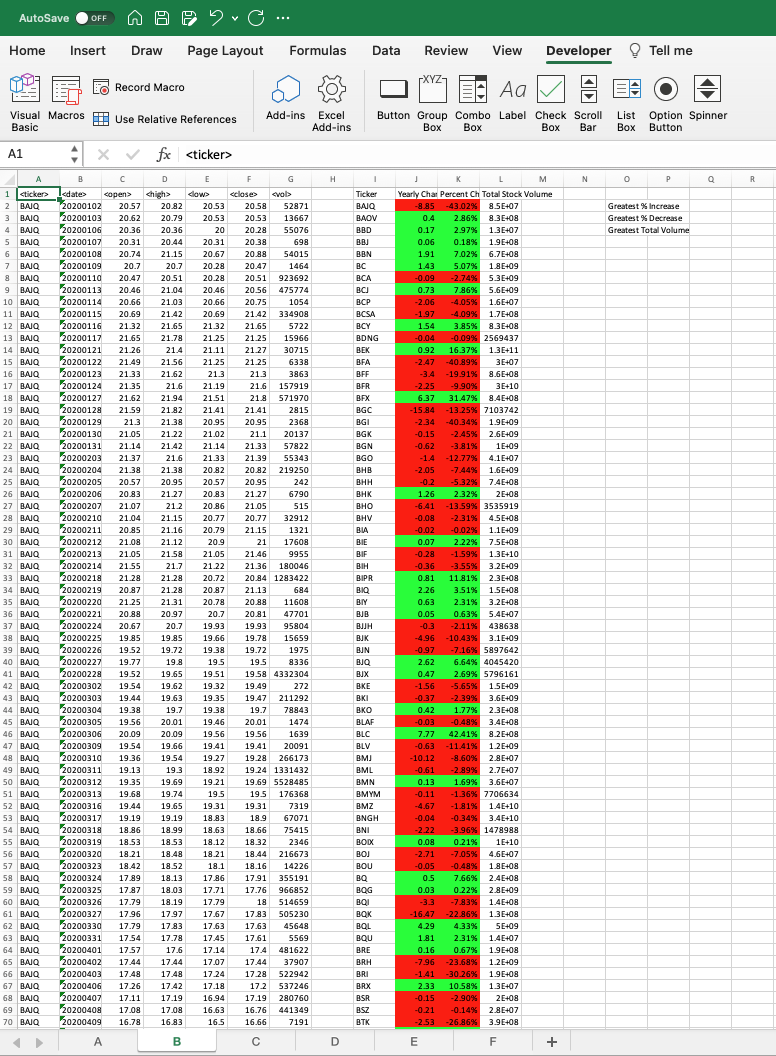 AutoSave OFF
Home Insert Draw Page Layout Formulas Data Review View Developer Tell me
Visual Basic Macros Record Macro Use Relative References Add-ins Excel Add-ins Button Group Box Combo Box Label Check Box Scroll Bar List Box Option Button Spinner
XYZ Aa
A1 fx <ticker>
A B C D E F G H I J K L M N O P Q R
1 <ticker> <date> <open> <high> <low> <close> <vol> Ticker Yearly Char Percent Ch Total Stock Volume
2 BAIQ 20200102 20.57 20.82 20.53 20.58 52871 BAIQ -8.85 -43.02% 8.5E+07 Greatest % Increase
3 BAIQ 20200103 20.62 20.79 20.53 20.53 13667 BAOV 0.4 2.86% 8.3E+08 Greatest % Decrease
4 BAIQ 20200106 20.36 20.36 20 20.28 55076 BBD 0.17 2.97% 1.3E+07 Greatest Total Volume
5 BAIQ 20200107 20.31 20.44 20.31 20.38 698 BBJ 0.06 0.18% 1.9E+08
6 BAIQ 20200108 20.74 21.15 20.67 20.88 54015 BBN 1.91 7.02% 6.7E+08
7 BAIQ 20200109 20.7 20.7 20.28 20.47 1464 BC 1.43 5.07% 1.8E+09
8 BAIQ 20200110 20.47 20.51 20.28 20.51 923692 BCA -0.09 -2.74% 5.3E+09
9 BAIQ 20200113 20.46 21.04 20.46 20.56 475774 BCJ 0.73 7.86% 5.6E+09
10 BAIQ 20200114 20.66 21.03 20.66 20.75 1054 BCP -2.06 -4.05% 1.6E+07
11 BAIQ 20200115 20.69 21.42 20.69 21.42 334908 BCSA -1.97 -4.09% 1.7E+08
12 BAIQ 20200116 21.32 21.65 21.32 21.65 5722 BCY 1.54 3.85% 8.3E+08
13 BAIQ 20200117 21.65 21.78 21.25 21.25 15966 BDNG -0.04 -0.09% 2569437
14 BAIQ 20200121 21.26 21.4 21.11 21.27 30715 BEK 0.92 16.37% 1.3E+11
15 BAIQ 20200122 21.49 21.56 21.25 21.25 6338 BFA -2.47 -40.89% 3E+07
16 BAIQ 20200123 21.33 21.62 21.3 21.3 3863 BFF -3.4 -19.91% 8.6E+08
17 BAIQ 20200124 21.35 21.6 21.19 21.6 157919 BFR -2.25 -9.90% 3E+10
18 BAIQ 20200127 21.62 21.94 21.51 21.8 571970 BFX 6.37 31.47% 8.4E+08
19 BAIQ 20200128 21.59 21.82 21.41 21.41 2815 BGC -15.84 -13.25% 7103742
20 BAIQ 20200129 21.3 21.38 20.95 20.95 2368 BGI -2.34 -40.34% 1.9E+09
21 BAIQ 20200130 21.05 21.22 21.02 21.1 20137 BGK -0.15 -2.45% 2.6E+09
22 BAIQ 20200131 21.14 21.42 21.14 21.33 57822 BGN -0.62 -3.81% 1E+09
23 BAIQ 20200203 21.37 21.6 21.33 21.39 55343 BGO -1.4 -12.77% 4.1E+07
24 BAIQ 20200204 21.38 21.38 20.82 20.82 219250 BHB -2.05 -7.44% 1.6E+09
25 BAIQ 20200205 20.57 20.95 20.57 20.95 242 BHH -0.2 -5.32% 7.4E+08
26 BAIQ 20200206 20.83 21.27 20.83 21.27 6790 BHK 1.26 2.32% 2E+08
27 BAIQ 20200207 21.07 21.2 20.86 21.05 515 BHO -6.41 -13.59% 3535919
28 BAIQ 20200210 21.04 21.15 20.77 20.77 32912 BHV -0.08 -2.31% 4.5E+08
29 BAIQ 20200211 20.85 21.16 20.79 21.15 1321 BIA -0.02 -0.02% 1.1E+09
30 BAIQ 20200213 21.08 21.12 20.9 21 17608 BIE 0.07 2.22% 7.5E+08
31 BAIQ 20200213 21.05 21.58 21.05 21.46 9955 BIF -0.28 -1.59% 1.3E+10
32 BAIQ 20200214 21.55 21.7 21.22 21.36 180046 BIH -0.36 -3.55% 3.2E+09
33 BAIQ 20200218 21.28 21.28 20.72 20.84 1283422 BIPR 0.81 11.81% 2.3E+08
34 BAIQ 20200219 20.87 21.28 20.87 21.13 684 BIQ 2.26 3.51% 1.5E+08
35 BAIQ 20200220 21.25 21.31 20.78 20.88 11608 BIY 0.63 2.31% 3.2E+08
36 BAIQ 20200221 20.88 20.97 20.7 20.81 47701 BJB 0.05 0.63% 5.4E+07
37 BAIQ 20200224 20.67 20.7 19.93 19.93 95804 BJJH -0.3 -2.11% 438638
38 BAIQ 20200225 19.85 19.85 19.66 19.78 15659 BJK -4.96 -10.43% 3.1E+09
39 BAIQ 20200226 19.52 19.72 19.38 19.72 1975 BJN -0.97 -7.16% 5897642
40 BAIQ 20200227 19.77 19.8 19.5 19.5 8336 BJQ 2.62 6.64% 4045420
41 BAIQ 20200228 19.52 19.65 19.51 19.58 4332304 BJX 0.47 2.69% 5796161
42 BAIQ 20200302 19.54 19.62 19.32 19.49 272 BKE -1.56 -5.65% 1.5E+09
43 BAIQ 20200303 19.44 19.63 19.35 19.47 211292 BKI -0.37 -2.39% 3.6E+09
44 BAIQ 20200304 19.38 19.7 19.38 19.7 78843 BKO 0.42 1.77% 2.3E+08
45 BAIQ 20200305 19.56 20.01 19.46 20.01 1474 BLAF -0.03 -0.48% 3.4E+08
46 BAIQ 20200306 20.09 20.09 19.56 19.56 1639 BLC 7.77 42.41% 8.2E+08
47 BAIQ 20200309 19.54 19.66 19.41 19.41 20091 BLV -0.63 -11.41% 1.2E+09
48 BAIQ 20200310 19.36 19.54 19.27 19.28 266173 BMJ -10.12 -8.60% 2.8E+07
49 BAIQ 20200311 19.13 19.3 18.92 19.24 1331432 BML -0.61 -2.89% 2.7E+07
50 BAIQ 20200312 19.35 19.69 19.21 19.69 5528485 BMN 0.13 1.69% 3.6E+07
51 BAIQ 20200313 19.68 19.74 19.5 19.5 176368 BMYM -0.11 -1.36% 7706634
52 BAIQ 20200316 19.44 19.65 19.31 19.31 7319 BMZ -4.67 -1.81% 1.4E+10
53 BAIQ 20200317 19.19 19.19 18.83 18.9 67071 BNGH -0.04 -0.34% 3.4E+10
54 BAIQ 20200318 18.86 18.99 18.63 18.66 75415 BNI -2.22 -3.96% 1478988
55 BAIQ 20200319 18.53 18.53 18.12 18.32 2346 BOIX 0.08 0.21% 1E+10
56 BAIQ 20200320 18.21 18.48 18.21 18.44 216673 BOJ -2.71 -7.05% 4.6E+07
57 BAIQ 20200323 18.42 18.52 18.1 18.16 14226 BOU -0.05 -0.48% 1.8E+08
58 BAIQ 20200324 17.89 18.13 17.86 17.91 355191 BQ 0.5 7.66% 2.4E+08
59 BAIQ 20200325 17.87 18.03 17.71 17.76 966852 BQG 0.03 0.22% 2.8E+09
60 BAIQ 20200326 17.79 18.19 17.79 18 514659 BQI -3.3 -7.83% 1.4E+08
61 BAIQ 20200327 17.96 17.97 17.67 17.83 505230 BQK -16.47 -22.86% 1.3E+08
62 BAIQ 20200330 17.79 17.83 17.63 17.63 45648 BQL 4.29 4.33% 5E+09
63 BAIQ 20200331 17.54 17.78 17.45 17.61 5569 BQU 1.81 2.31% 1.4E+07
64 BAIQ 20200401 17.57 17.6 17.14 17.4 481622 BRE 0.16 0.67% 1.9E+08
65 BAIQ 20200402 17.44 17.44 17.07 17.44 37907 BRH -7.96 -23.68% 1.2E+09
66 BAIQ 20200403 17.48 17.48 17.24 17.28 522942 BRI -1.41 -30.26% 1.9E+08
67 BAIQ 20200406 17.26 17.42 17.18 17.2 537246 BRX 2.33 10.58% 1.3E+07
68 BAIQ 20200407 17.11 17.19 16.94 17.19 280760 BSR -0.15 -2.90% 2E+08
69 BAIQ 20200408 17.08 17.08 16.63 16.76 441349 BSZ -0.21 -0.14% 2.8E+07
70 BAIQ 20200409 16.78 16.83 16.5 16.66 7191 BTK -2.53 -26.86% 3.9E+08
A B C D E F +